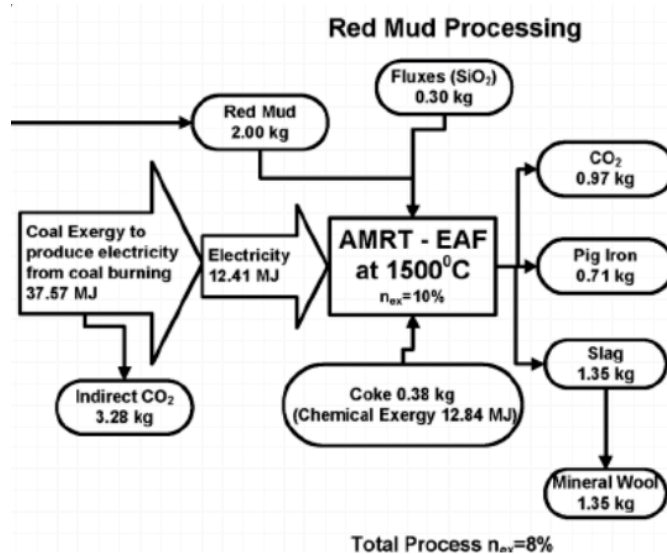 Red Mud Processing
Fluxes (SiO₂)
0.30 kg
Red Mud
2.00 kg
CO₂
0.97 kg
Coal Exergy to
produce electricity
from coal burning
37.57 MJ
Electricity
12.41 MJ
AMRT - EAF
at 1500⁰C
nₑₓ=10%
Pig Iron
0.71 kg
Slag
1.35 kg
Indirect CO₂
3.28 kg
Coke 0.38 kg
(Chemical Exergy 12.84 MJ)
Mineral Wool
1.35 kg
Total Process nₑₓ=8%